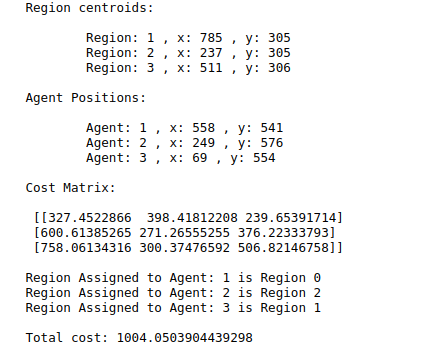 Region centroids:
Region: 1 , x: 785 , y: 305
Region: 2 , x: 237 , y: 305
Region: 3 , x: 511 , y: 306
Agent Positions:
Agent: 1 , x: 558 , y: 541
Agent: 2 , x: 249 , y: 576
Agent: 3 , x: 69 , y: 554
Cost Matrix:
[[327.4522866  398.41812208 239.65391714]
[600.61385265 271.26555255 376.22333793]
[758.06134316 300.37476592 506.82146758]]
Region Assigned to Agent: 1 is Region 0
Region Assigned to Agent: 2 is Region 2
Region Assigned to Agent: 3 is Region 1
Total cost: 1004.0503904439298